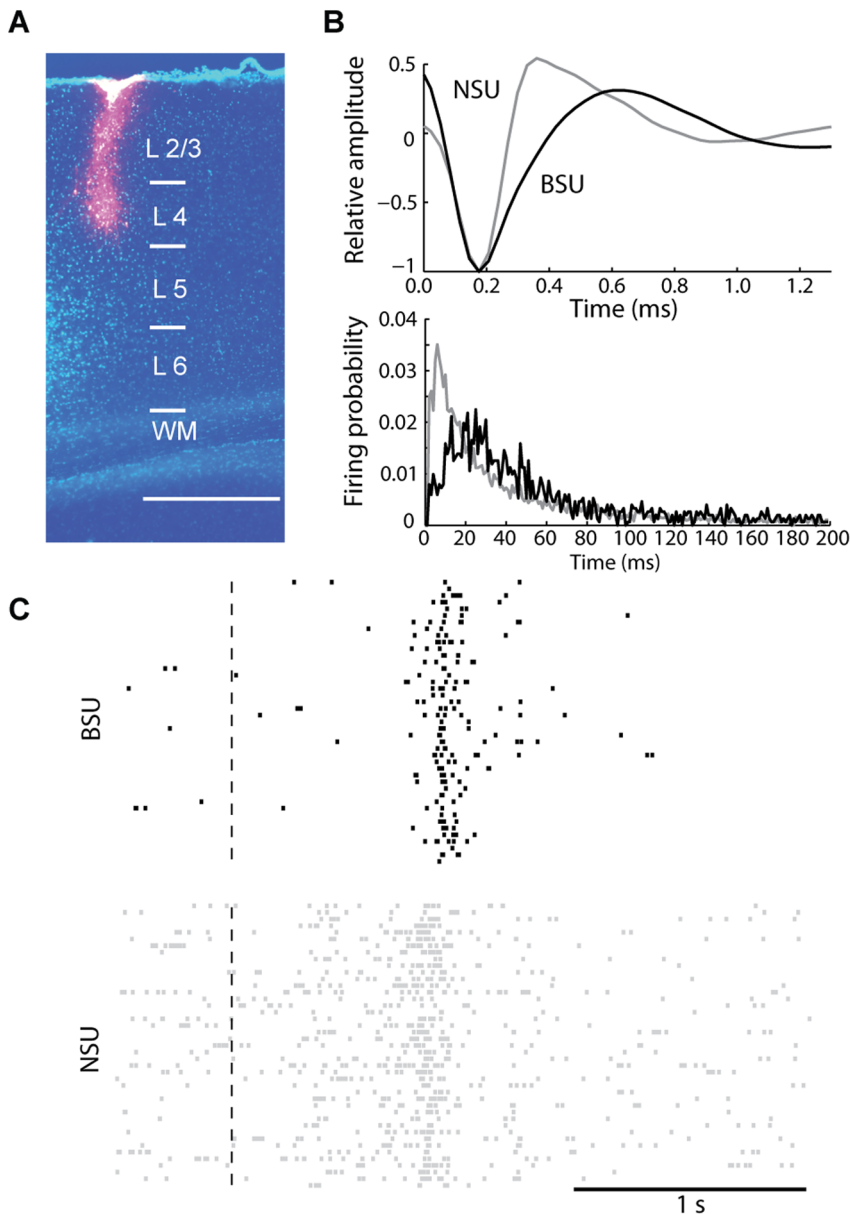 A
L 2/3
L 4
L 5
L 6
WM
B
Relative amplitude
0.5
0
−0.5
−1
NSU
BSU
0.0 0.2 0.4 0.6 0.8 1.0 1.2
Time (ms)
Firing probability
0.04
0.03
0.02
0.01
0
0 20 40 60 80 100 120 140 160 180 200
Time (ms)
C
BSU
NSU
1 s